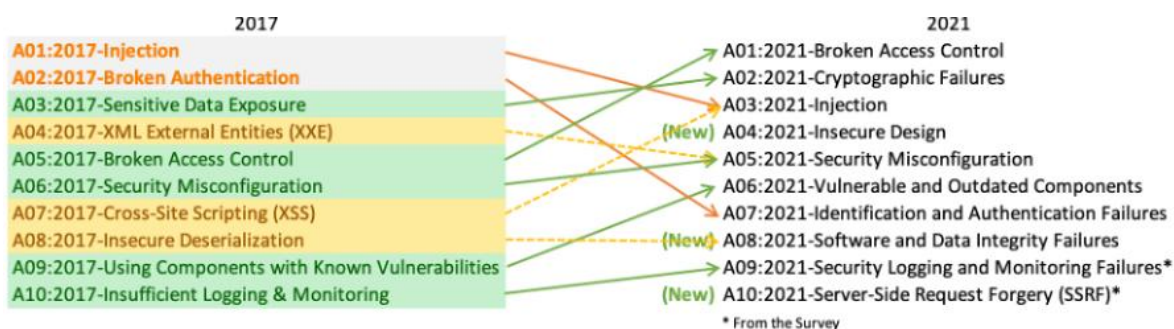 2017
2021
A01:2017-Injection
A02:2017-Broken Authentication
A03:2017-Sensitive Data Exposure
A04:2017-XML External Entities (XXE)
A05:2017-Broken Access Control
A06:2017-Security Misconfiguration
A07:2017-Cross-Site Scripting (XSS)
A08:2017-Insecure Deserialization
A09:2017-Using Components with Known Vulnerabilities
A10:2017-Insufficient Logging & Monitoring
A01:2021-Broken Access Control
A02:2021-Cryptographic Failures
A03:2021-Injection
(New) A04:2021-Insecure Design
A05:2021-Security Misconfiguration
A06:2021-Vulnerable and Outdated Components
A07:2021-Identification and Authentication Failures
(New) A08:2021-Software and Data Integrity Failures
A09:2021-Security Logging and Monitoring Failures*
(New) A10:2021-Server-Side Request Forgery (SSRF)*
* From the Survey